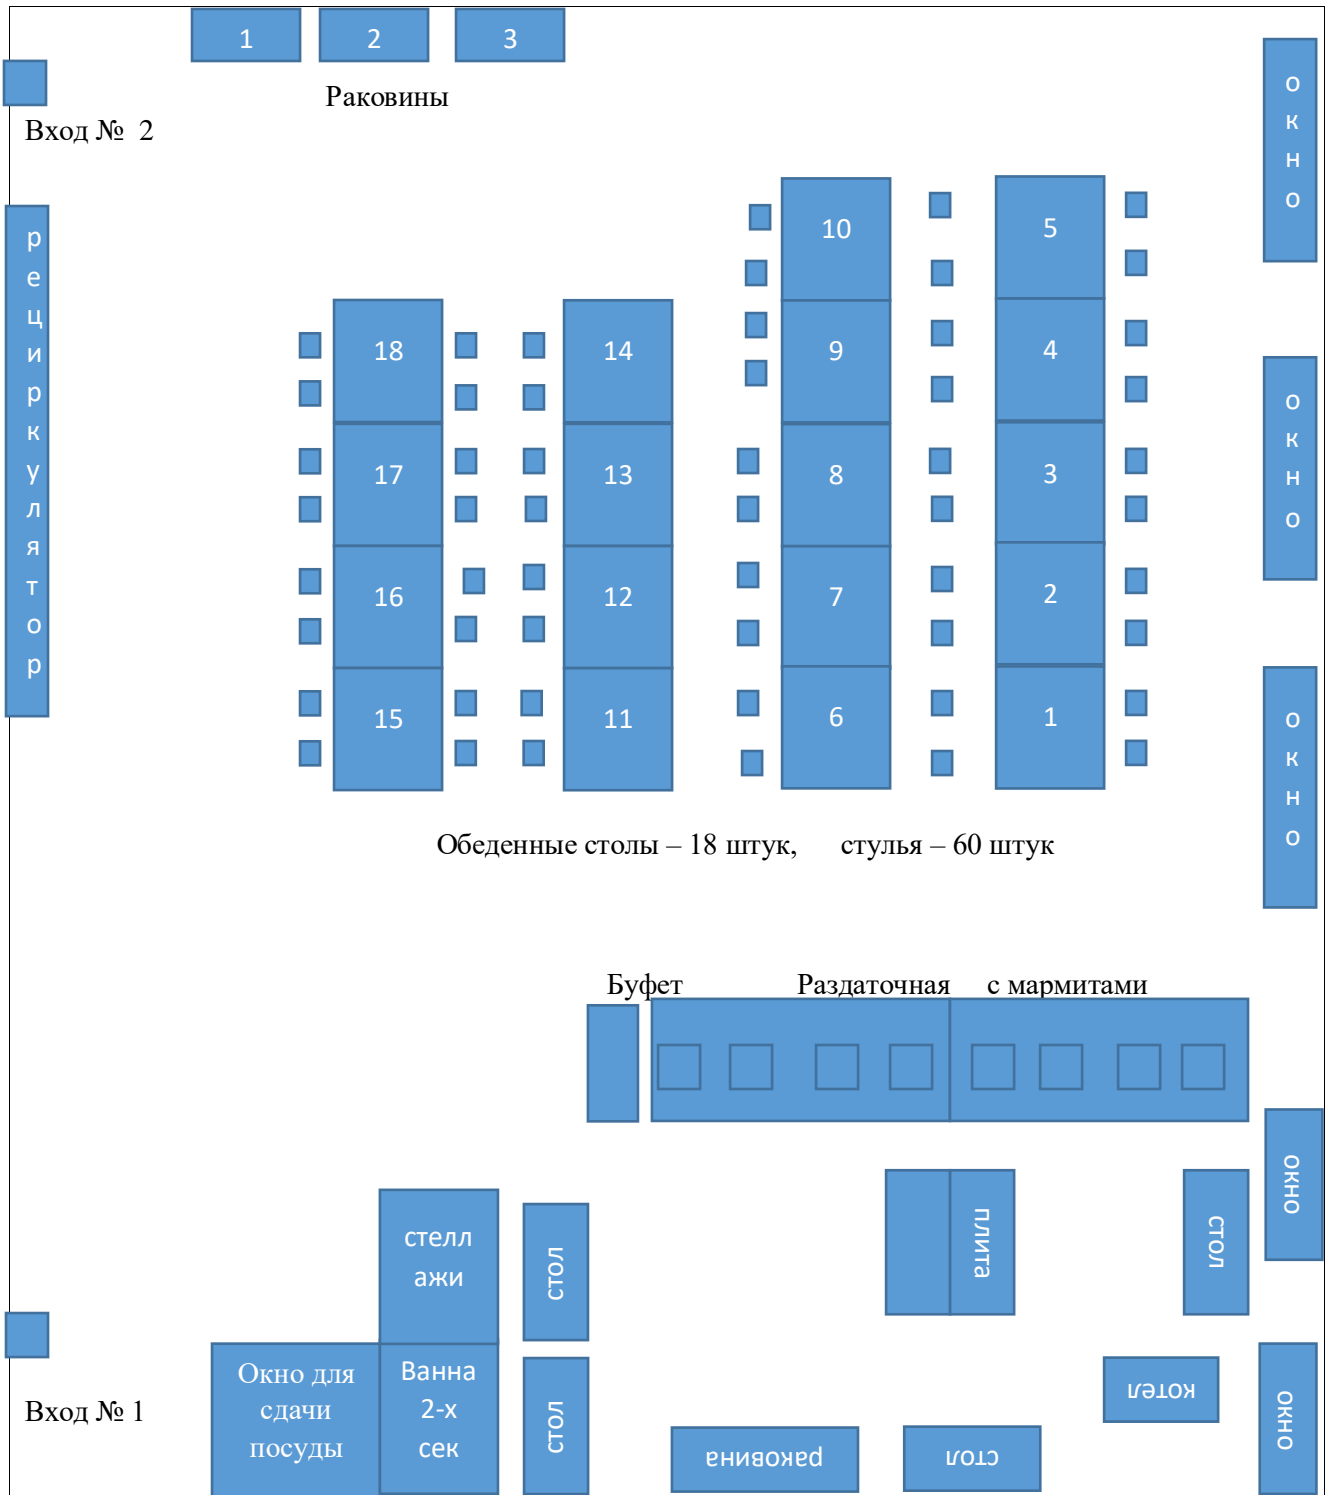 1 2 3
Раковины
Вход № 2
окно
рециркулятор
10 5
18 14 9 4
17 13 8 3
16 12 7 2
15 11 6 1
окно
окно
Обеденные столы – 18 штук, стулья – 60 штук
Буфет Раздаточная с мармитами
окно
стелл
ажи
стол
плита
стол
Вход № 1
Окно для
сдачи
посуды
Ванна
2-х
сек
стол
раковина
стол
котел
окно